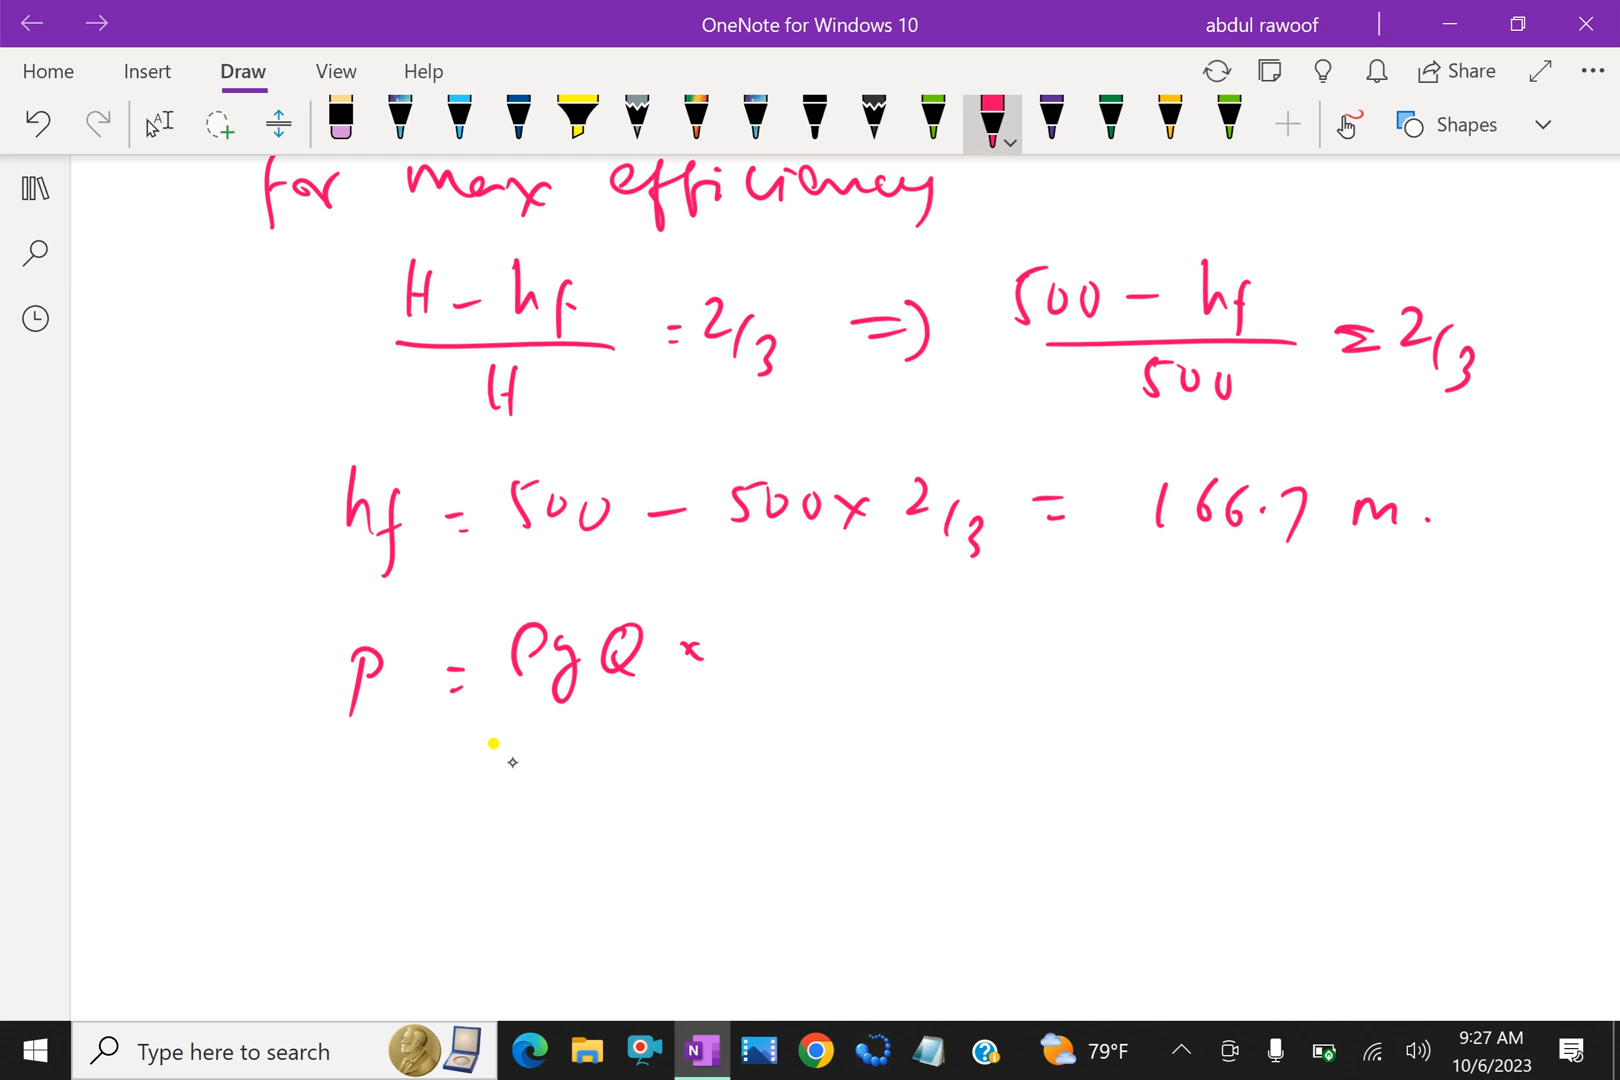 OneNote for Windows 10
abdul rawoof
Home Insert Draw View Help
Share
Shapes
for max efficiency
H - hf / H = 2/3 => 500 - hf / 500 = 2/3
hf = 500 - 500 x 2/3 = 166.7 m.
P = ρgQ x
Type here to search
79°F
9:27 AM
10/6/2023